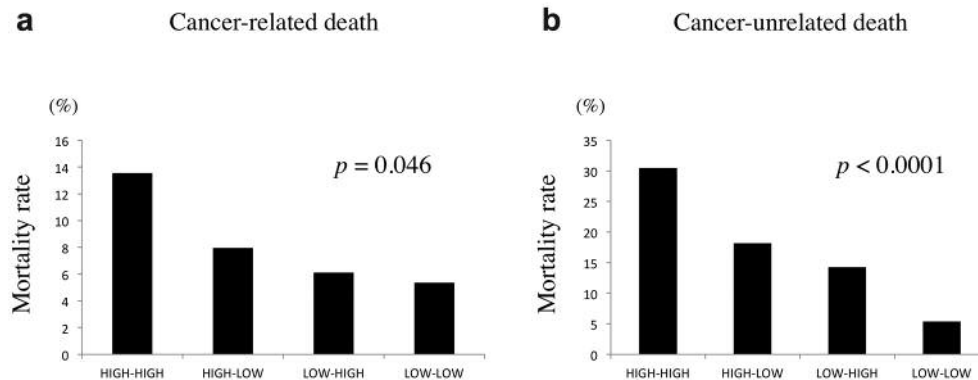 a Cancer-related death
(%)
Mortality rate
16
14
12
10
8
6
4
2
0
p = 0.046
HIGH-HIGH HIGH-LOW LOW-HIGH LOW-LOW
b Cancer-unrelated death
(%)
Mortality rate
35
30
25
20
15
10
5
0
p < 0.0001
HIGH-HIGH HIGH-LOW LOW-HIGH LOW-LOW